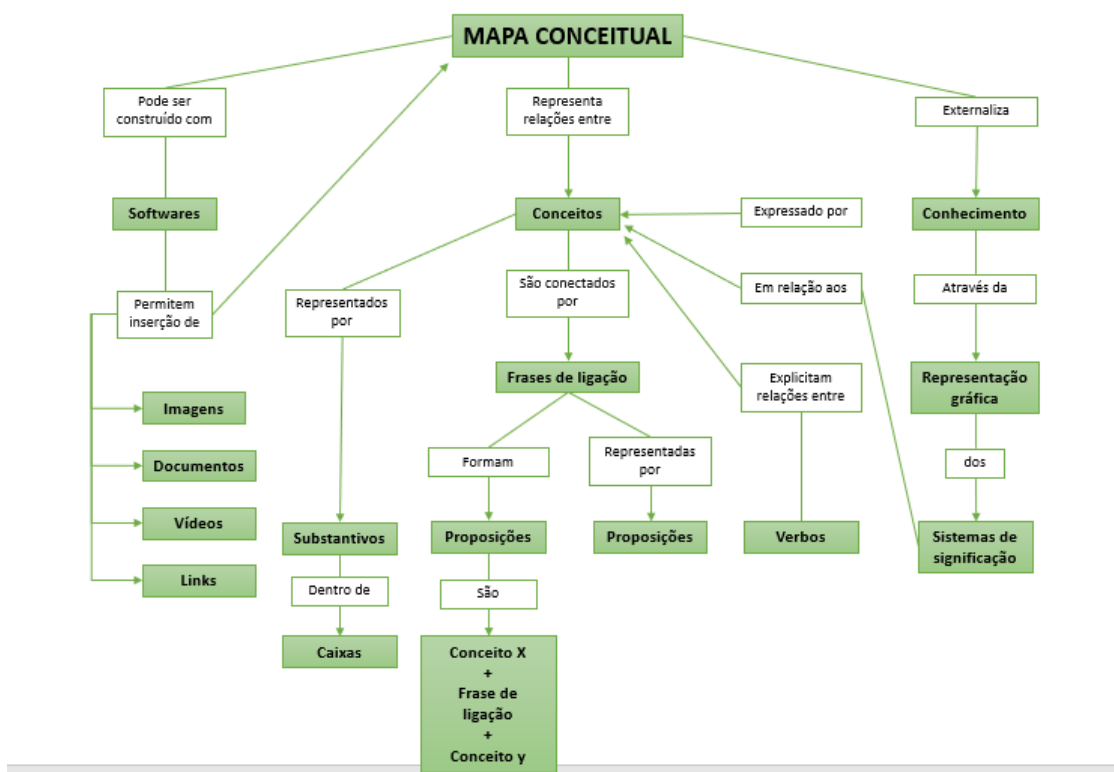 MAPA CONCEITUAL
Pode ser
construído com
Representa
relações entre
Externaliza
Softwares
Conceitos
Expressado por
Conhecimento
Permitem
inserção de
Representados
por
São conectados
por
Em relação aos
Através da
Frases de ligação
Explicitam
relações entre
Representação
gráfica
Imagens
Documentos
Vídeos
Links
Formam
Representadas
por
dos
Substantivos
Proposições
Proposições
Verbos
Sistemas de
significação
Dentro de
São
Caixas
Conceito X
+
Frase de
ligação
+
Conceito y